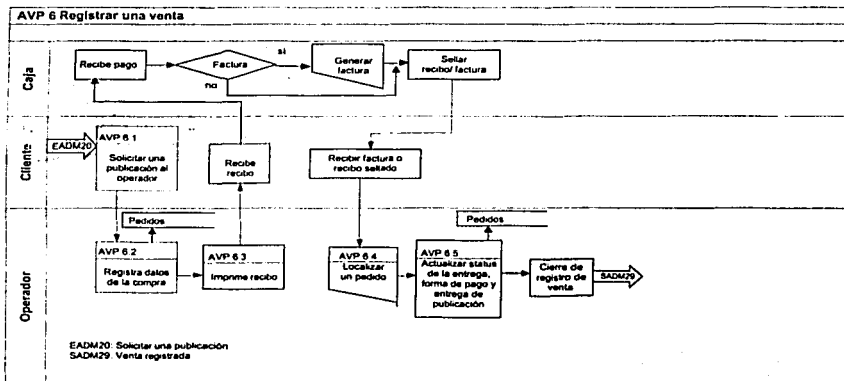 AVP 6 Registrar una venta
Caja
Recibe pago
Factura
si
no
Generar
factura
Sellar
recibo/ factura
Cliente
EADM20
AVP 6.1
Solicitar una
publicación al
operador
Recibe
recibo
Recibir factura o
recibo sellado
Operador
Pedidos
AVP 6.2
Registra datos
de la compra
AVP 6.3
Imprime recibo
AVP 6.4
Localizar
un pedido
Pedidos
AVP 6.5
Actualizar status
de la entrega,
forma de pago y
entrega de
publicación
Cierre de
registro de
venta
SADM29
EADM20: Solicitar una publicación
SADM29. Venta registrada